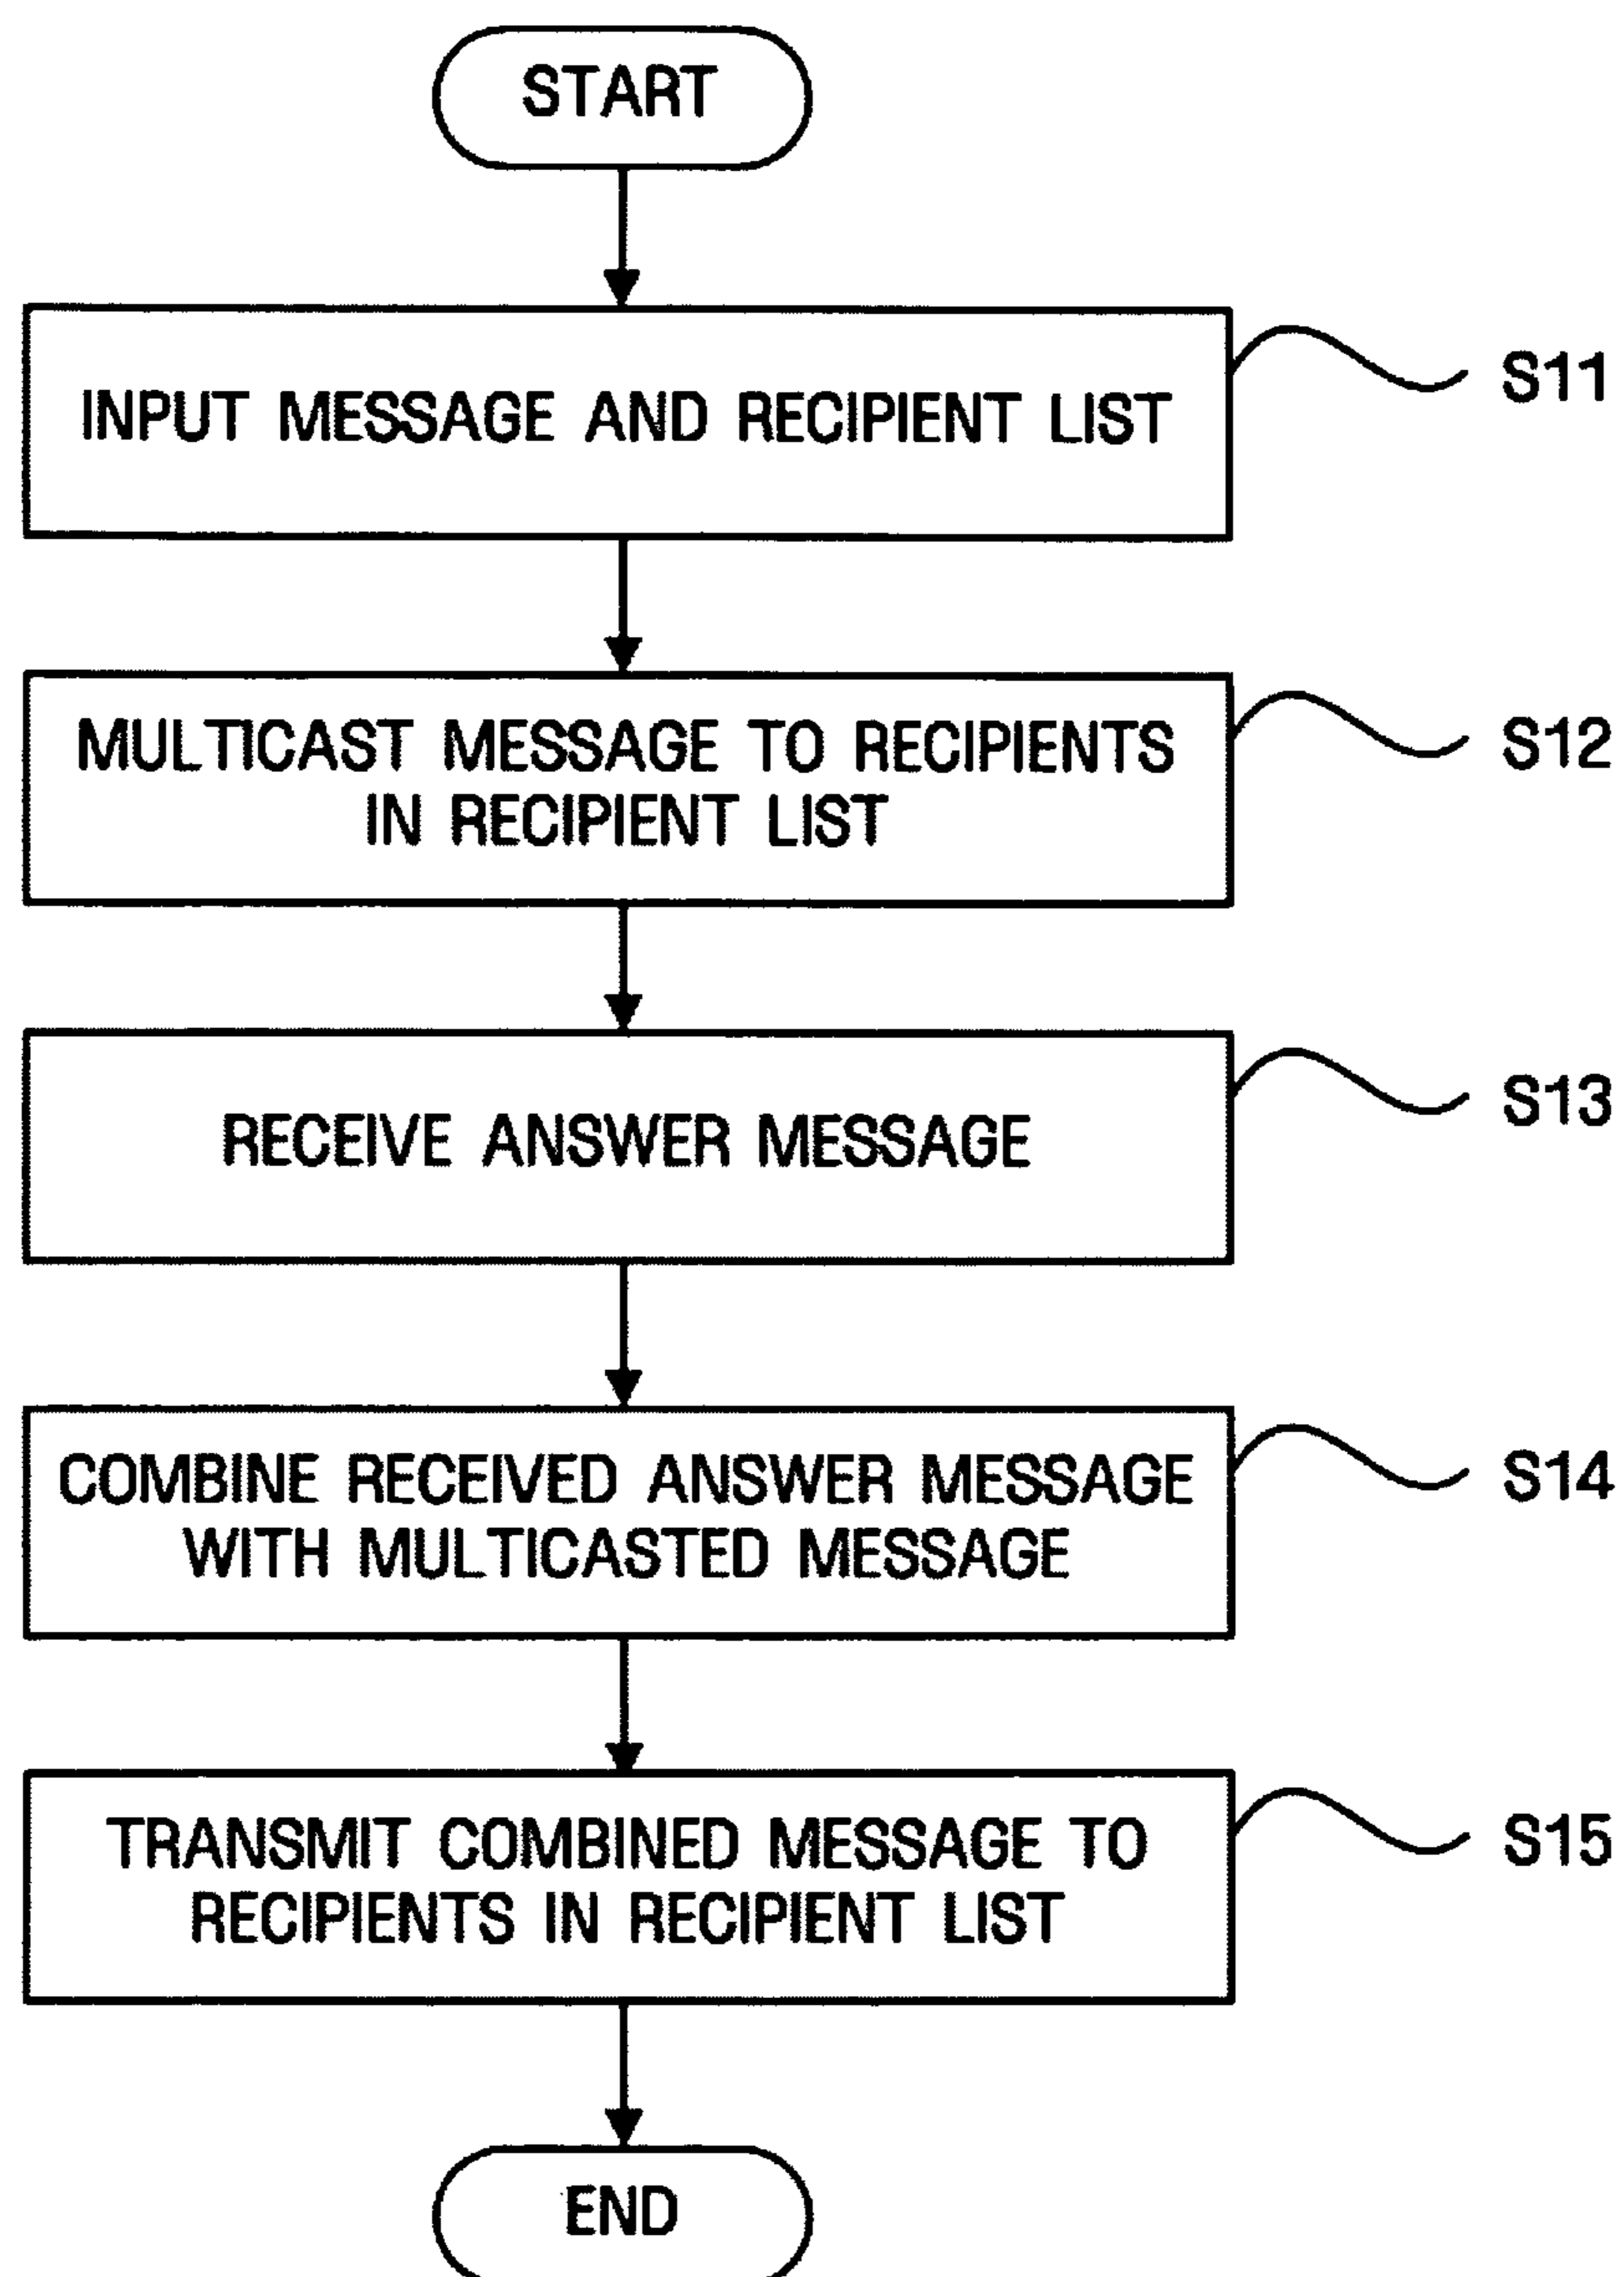 START
INPUT MESSAGE AND RECIPIENT LIST
S11
MULTICAST MESSAGE TO RECIPIENTS
IN RECIPIENT LIST
S12
RECEIVE ANSWER MESSAGE
S13
COMBINE RECEIVED ANSWER MESSAGE
WITH MULTICASTED MESSAGE
S14
TRANSMIT COMBINED MESSAGE TO
RECIPIENTS IN RECIPIENT LIST
S15
END